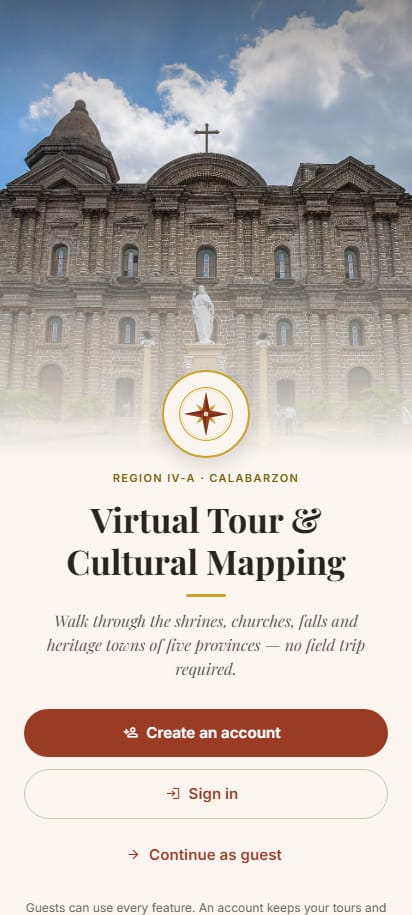 REGION IV-A · CALABARZON
Virtual Tour &
Cultural Mapping
Walk through the shrines, churches, falls and
heritage towns of five provinces — no field trip
required.
Create an account
Sign in
Continue as guest
Guests can use every feature. An account keeps your tours and